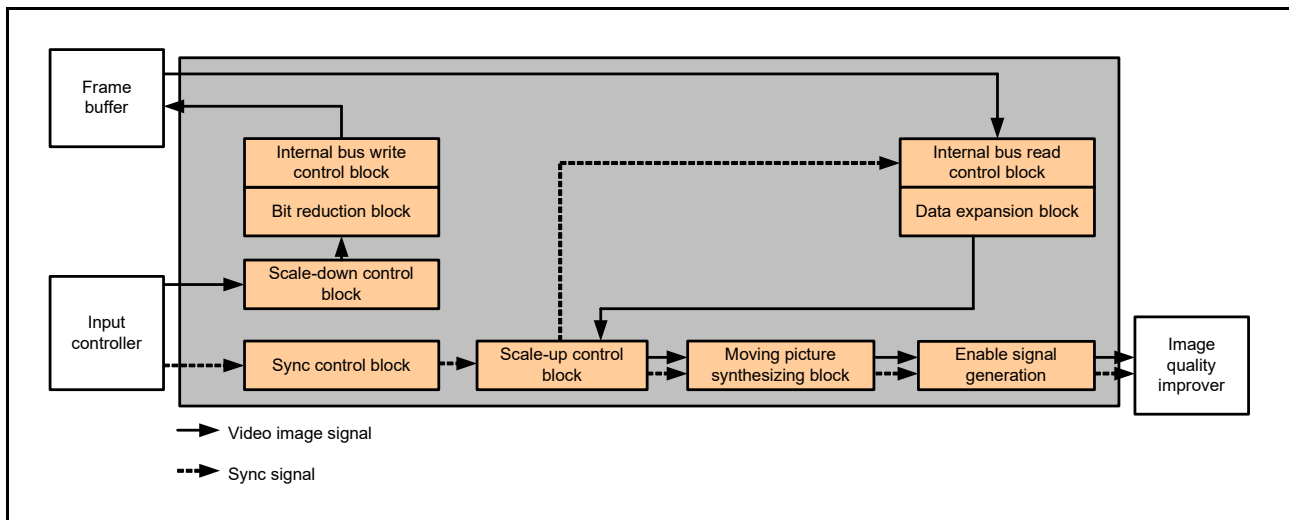 Frame
buffer
Internal bus write
control block
Bit reduction block
Internal bus read
control block
Data expansion block
Scale-down control
block
Input
controller
Sync control block
Scale-up control
block
Moving picture
synthesizing block
Enable signal
generation
Image
quality
improver
Video image signal
Sync signal